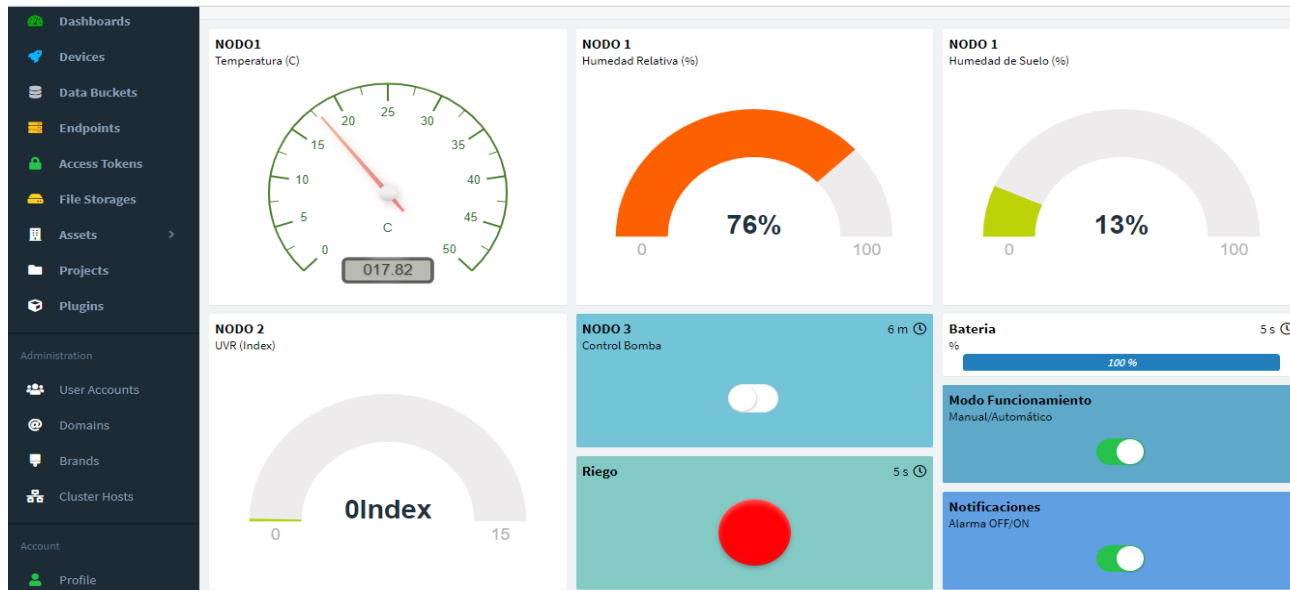 Dashboards
Devices
Data Buckets
Endpoints
Access Tokens
File Storages
Assets
Projects
Plugins
Administration
User Accounts
Domains
Brands
Cluster Hosts
Account
Profile
NODO1
Temperatura (C)
0
5
10
15
20
25
30
35
40
45
50
C
017.82
NODO 1
Humedad Relativa (%)
76%
0
100
NODO 1
Humedad de Suelo (%)
13%
0
100
NODO 2
UVR (Index)
0Index
0
15
NODO 3
6 m
Control Bomba
Riego
5 s
Bateria
5 s
%
100 %
Modo Funcionamiento
Manual/Automático
Notificaciones
Alarma OFF/ON